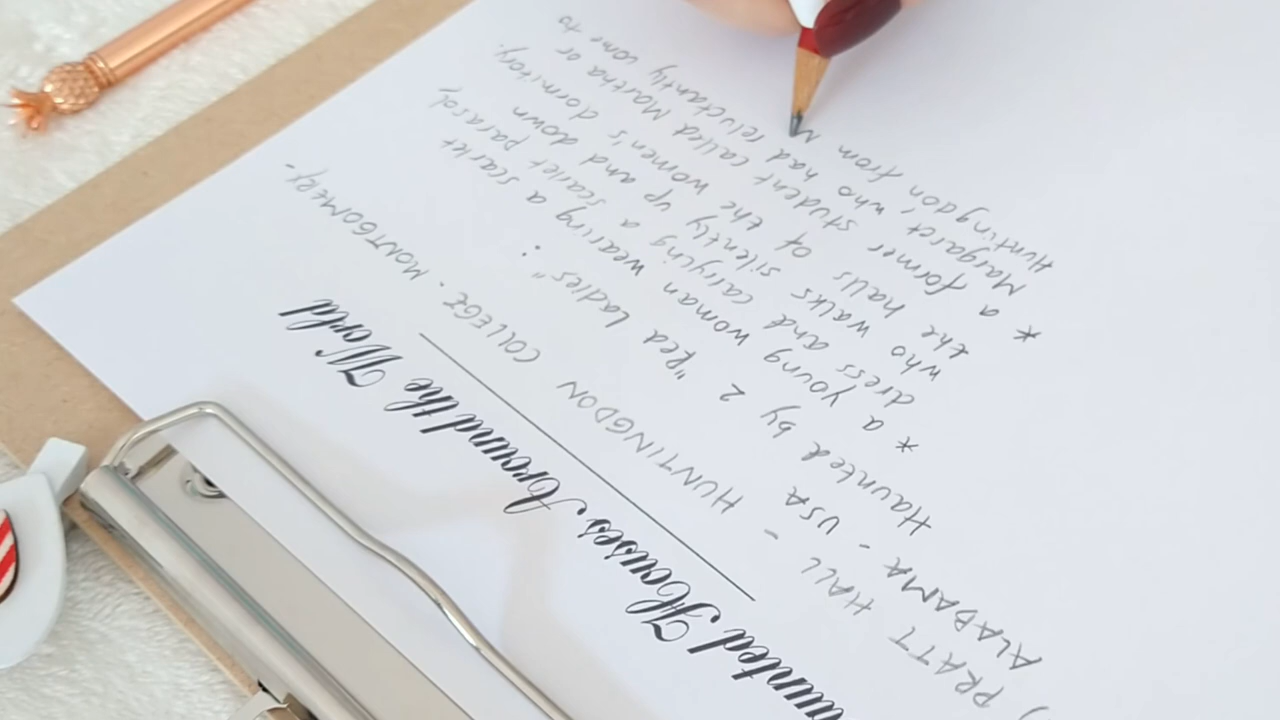 aunted Houses Around the World
) PRATT HALL - HUNTINGDON COLLEGE. MONTGOMERY-
ALABAMA - USA
Haunted by 2 "Red Ladies":
* a young woman wearing a scarlet
dress and carrying a scarlet parasol,
who walks silently up and down
the halls of the women's dormitory.
* a former student called Martha or
Margaret, who had reluctantly come to
Huntingdon from N